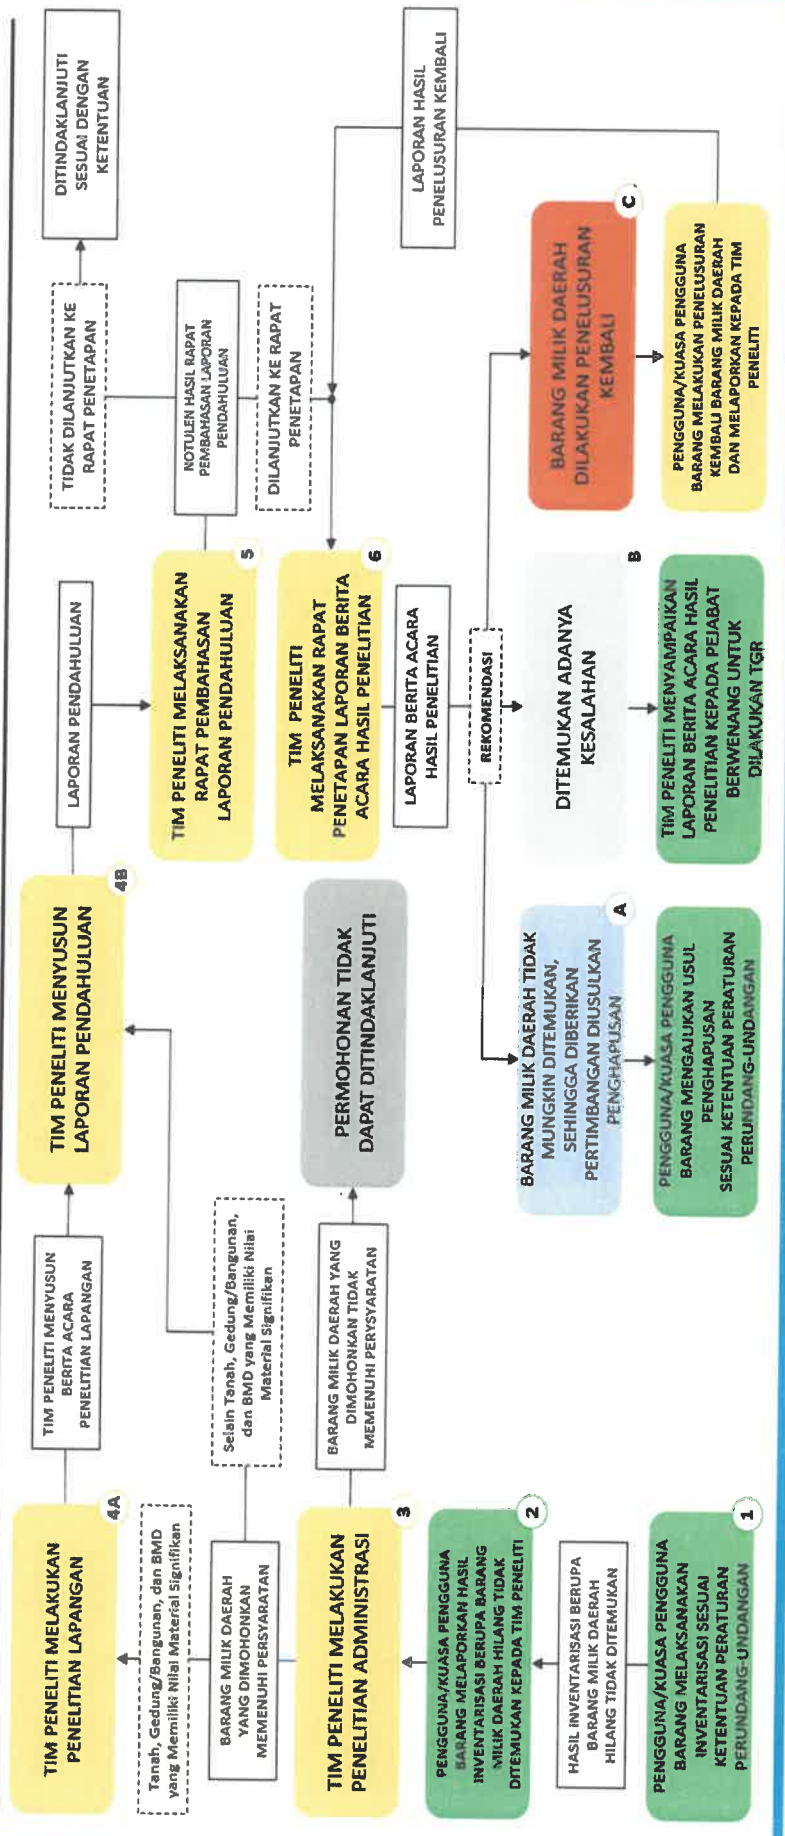 PENGGUNA/KUASA PENGGUNA
BARANG MELAKSANAKAN
INVENTARISASI SESUAI
KETENTUAN PERATURAN
PERUNDANG-UNDANGAN
1
HASIL INVENTARISASI BERUPA
BARANG MILIK DAERAH
HILANG TIDAK DITEMUKAN
PENGGUNA/KUASA PENGGUNA
BARANG MELAPORKAN HASIL
INVENTARISASI BERUPA BARANG
MILIK DAERAH HILANG TIDAK
DITEMUKAN KEPADA TIM PENELITI
2
TIM PENELITI MELAKUKAN
PENELITIAN ADMINISTRASI
3
BARANG MILIK DAERAH
YANG DIMOHONKAN
MEMENUHI PERSYARATAN
Tanah, Gedung/Bangunan, dan BMD
yang Memiliki Nilai Material Signifikan
TIM PENELITI MELAKUKAN
PENELITIAN LAPANGAN
4A
TIM PENELITI MENYUSUN
BERITA ACARA
PENELITIAN LAPANGAN
Selain Tanah, Gedung/Bangunan,
dan BMD yang Memiliki Nilai
Material Signifikan
BARANG MILIK DAERAH YANG
DIMOHONKAN TIDAK
MEMENUHI PERYSYARATAN
PERMOHONAN TIDAK
DAPAT DITINDAKLANJUTI
TIM PENELITI MENYUSUN
LAPORAN PENDAHULUAN
4B
LAPORAN PENDAHULUAN
TIM PENELITI MELAKSANAKAN
RAPAT PEMBAHASAN
LAPORAN PENDAHULUAN
5
NOTULEN HASIL RAPAT
PEMBAHASAN LAPORAN
PENDAHULUAN
TIDAK DILANJUTKAN KE
RAPAT PENETAPAN
DITINDAKLANJUTI
SESUAI DENGAN
KETENTUAN
DILANJUTKAN KE RAPAT
PENETAPAN
TIM PENELITI
MELAKSANAKAN RAPAT
PENETAPAN LAPORAN BERITA
ACARA HASIL PENELITIAN
6
LAPORAN BERITA ACARA
HASIL PENELITIAN
REKOMENDASI
BARANG MILIK DAERAH TIDAK
MUNGKIN DITEMUKAN,
SEHINGGA DIBERIKAN
PERTIMBANGAN DIUSULKAN
PENGHAPUSAN
A
PENGGUNA/KUASA PENGGUNA
BARANG MENGAJUKAN USUL
PENGHAPUSAN
SESUAI KETENTUAN PERATURAN
PERUNDANG-UNDANGAN
DITEMUKAN ADANYA
KESALAHAN
B
TIM PENELITI MENYAMPAIKAN
LAPORAN BERITA ACARA HASIL
PENELITIAN KEPADA PEJABAT
BERWENANG UNTUK
DILAKUKAN TGR
BARANG MILIK DAERAH
DILAKUKAN PENELUSURAN
KEMBALI
C
PENGGUNA/KUASA PENGGUNA
BARANG MELAKUKAN PENELUSURAN
KEMBALI BARANG MILIK DAERAH
DAN MELAPORKAN KEPADA TIM
PENELITI
LAPORAN HASIL
PENELUSURAN KEMBALI